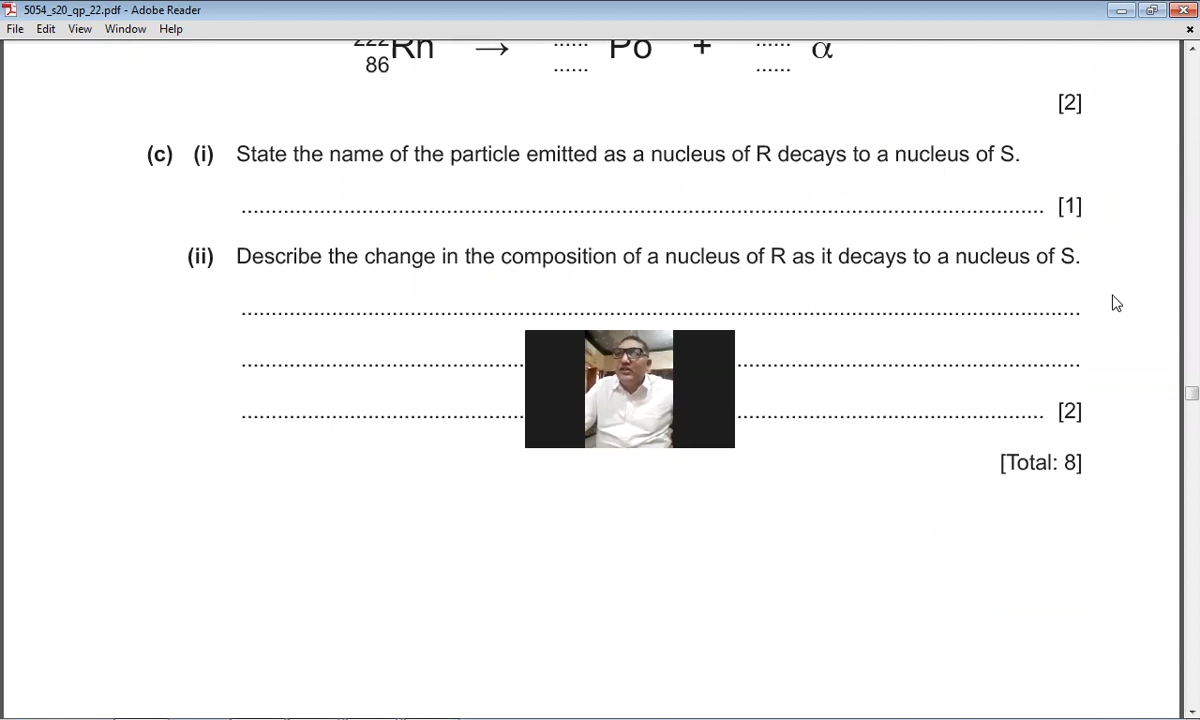 5054_s20_qp_22.pdf - Adobe Reader
File Edit View Window Help
222 86 Rn → ...... ...... Po + ...... ...... α
[2]
(c) (i) State the name of the particle emitted as a nucleus of R decays to a nucleus of S.
...................................................................................................................................... [1]
(ii) Describe the change in the composition of a nucleus of R as it decays to a nucleus of S.
............................................................................................................................................
............................................................................................................................................
...................................................................................................................................... [2]
[Total: 8]